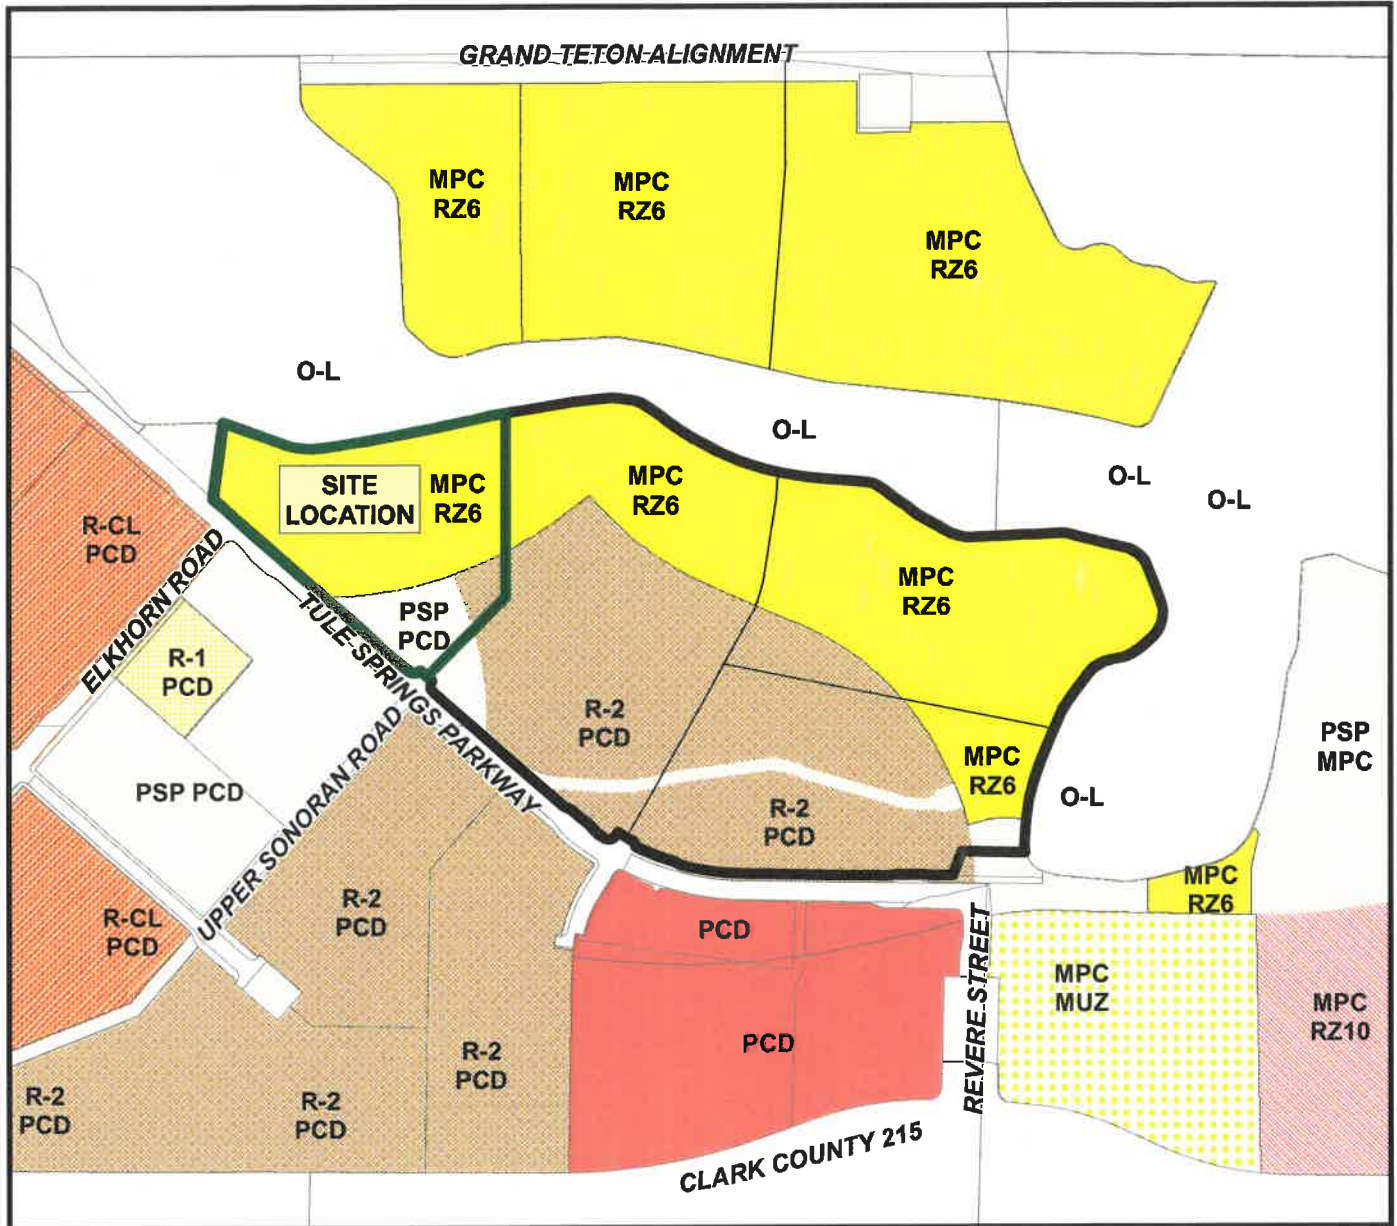 GRAND TETON ALIGNMENT
MPC
RZ6
MPC
RZ6
MPC
RZ6
O-L
O-L
O-L
O-L
SITE
LOCATION
MPC
RZ6
MPC
RZ6
MPC
RZ6
R-CL
PCD
ELKHORN ROAD
TULE SPRINGS PARKWAY
PSP
PCD
R-1
PCD
R-2
PCD
MPC
RZ6
PSP
MPC
PSP PCD
UPPER SONORAN ROAD
R-2
PCD
O-L
R-CL
PCD
R-2
PCD
MPC
RZ6
PCD
REVERE STREET
MPC
MUZ
MPC
RZ10
PCD
R-2
PCD
R-2
PCD
R-2
PCD
CLARK COUNTY 215